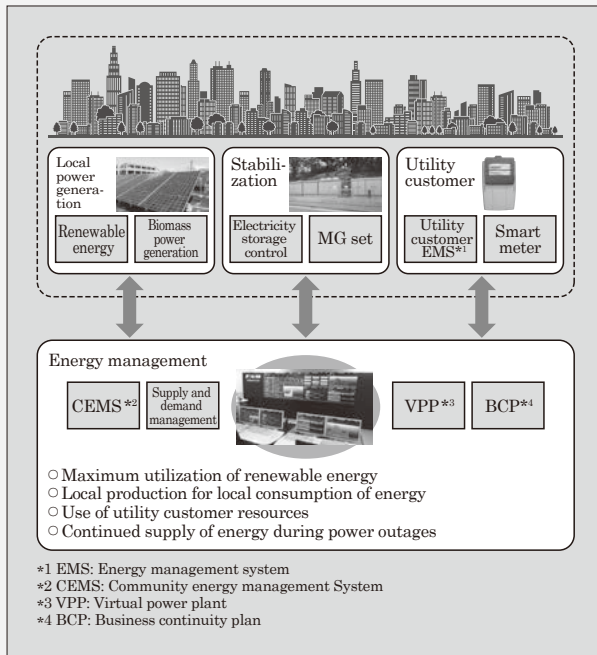 Local
power
genera-
tion
Renewable
energy
Biomass
power
generation
Stabili-
zation
Electricity
storage
control
MG set
Utility
customer
Utility
customer
EMS*1
Smart
meter
Energy management
CEMS*2
Supply and
demand
management
VPP*3
BCP*4
○ Maximum utilization of renewable energy
○ Local production for local consumption of energy
○ Use of utility customer resources
○ Continued supply of energy during power outages
*1 EMS: Energy management system
*2 CEMS: Community energy management System
*3 VPP: Virtual power plant
*4 BCP: Business continuity plan